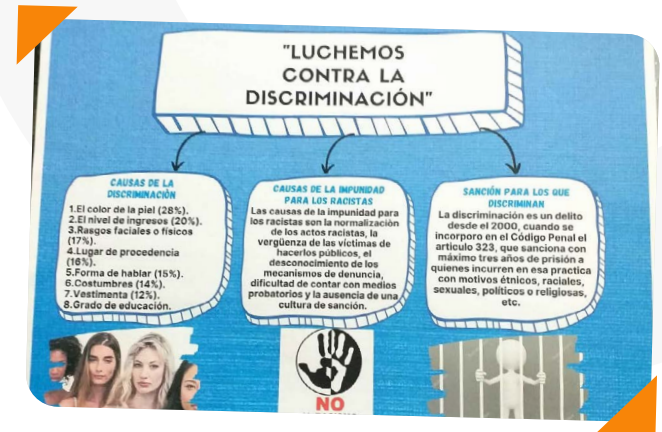 "LUCHEMOS
CONTRA LA
DISCRIMINACIÓN"
CAUSAS DE LA
DISCRIMINACIÓN
1.El color de la piel (28%).
2.El nivel de ingresos (20%).
3.Rasgos faciales o físicos
(17%).
4.Lugar de procedencia
(16%).
5.Forma de hablar (15%).
6.Costumbres (14%).
7.Vestimenta (12%).
8.Grado de educación.
CAUSAS DE LA IMPUNIDAD
PARA LOS RACISTAS
Las causas de la impunidad para
los racistas son la normalización
de los actos racistas, la
vergüenza de las víctimas de
hacerlos públicos, el
desconocimiento de los
mecanismos de denuncia,
dificultad de contar con medios
probatorios y la ausencia de una
cultura de sanción.
SANCIÓN PARA LOS QUE
DISCRIMINAN
La discriminación es un delito
desde el 2000, cuando se
incorporo en el Código Penal el
articulo 323, que sanciona con
máximo tres años de prisión a
quienes incurren en esa practica
con motivos étnicos, raciales,
sexuales, políticos o religiosas,
etc.
NO